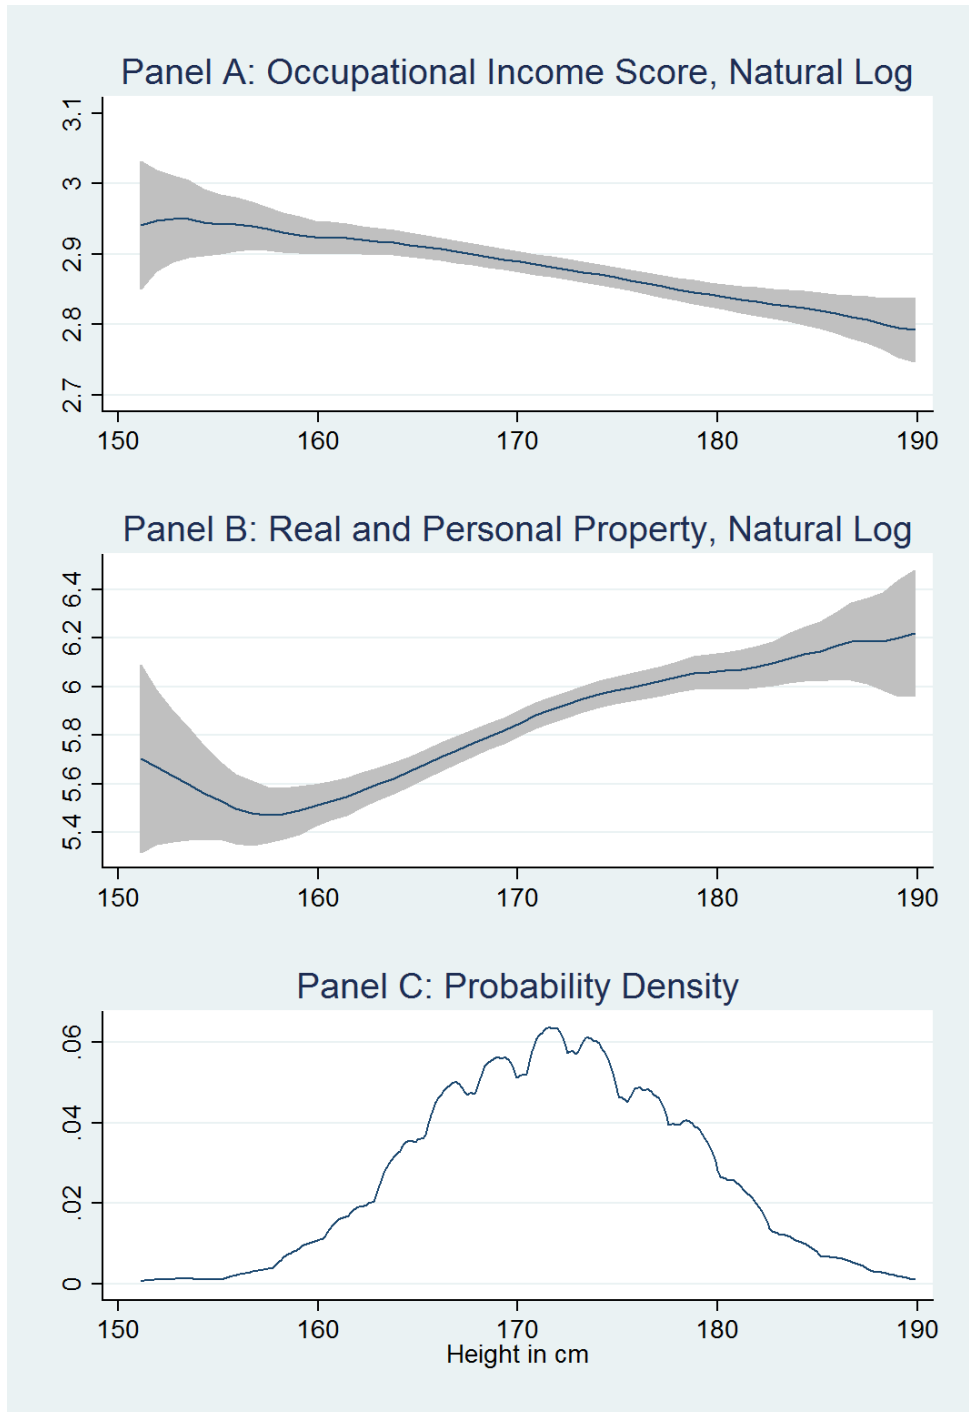 Panel A: Occupational Income Score, Natural Log
3.1
3
2.9
2.8
2.7
150 160 170 180 190
Panel B: Real and Personal Property, Natural Log
6.4
6.2
6
5.8
5.6
5.4
150 160 170 180 190
Panel C: Probability Density
.06
.04
.02
0
150 160 170 180 190
Height in cm